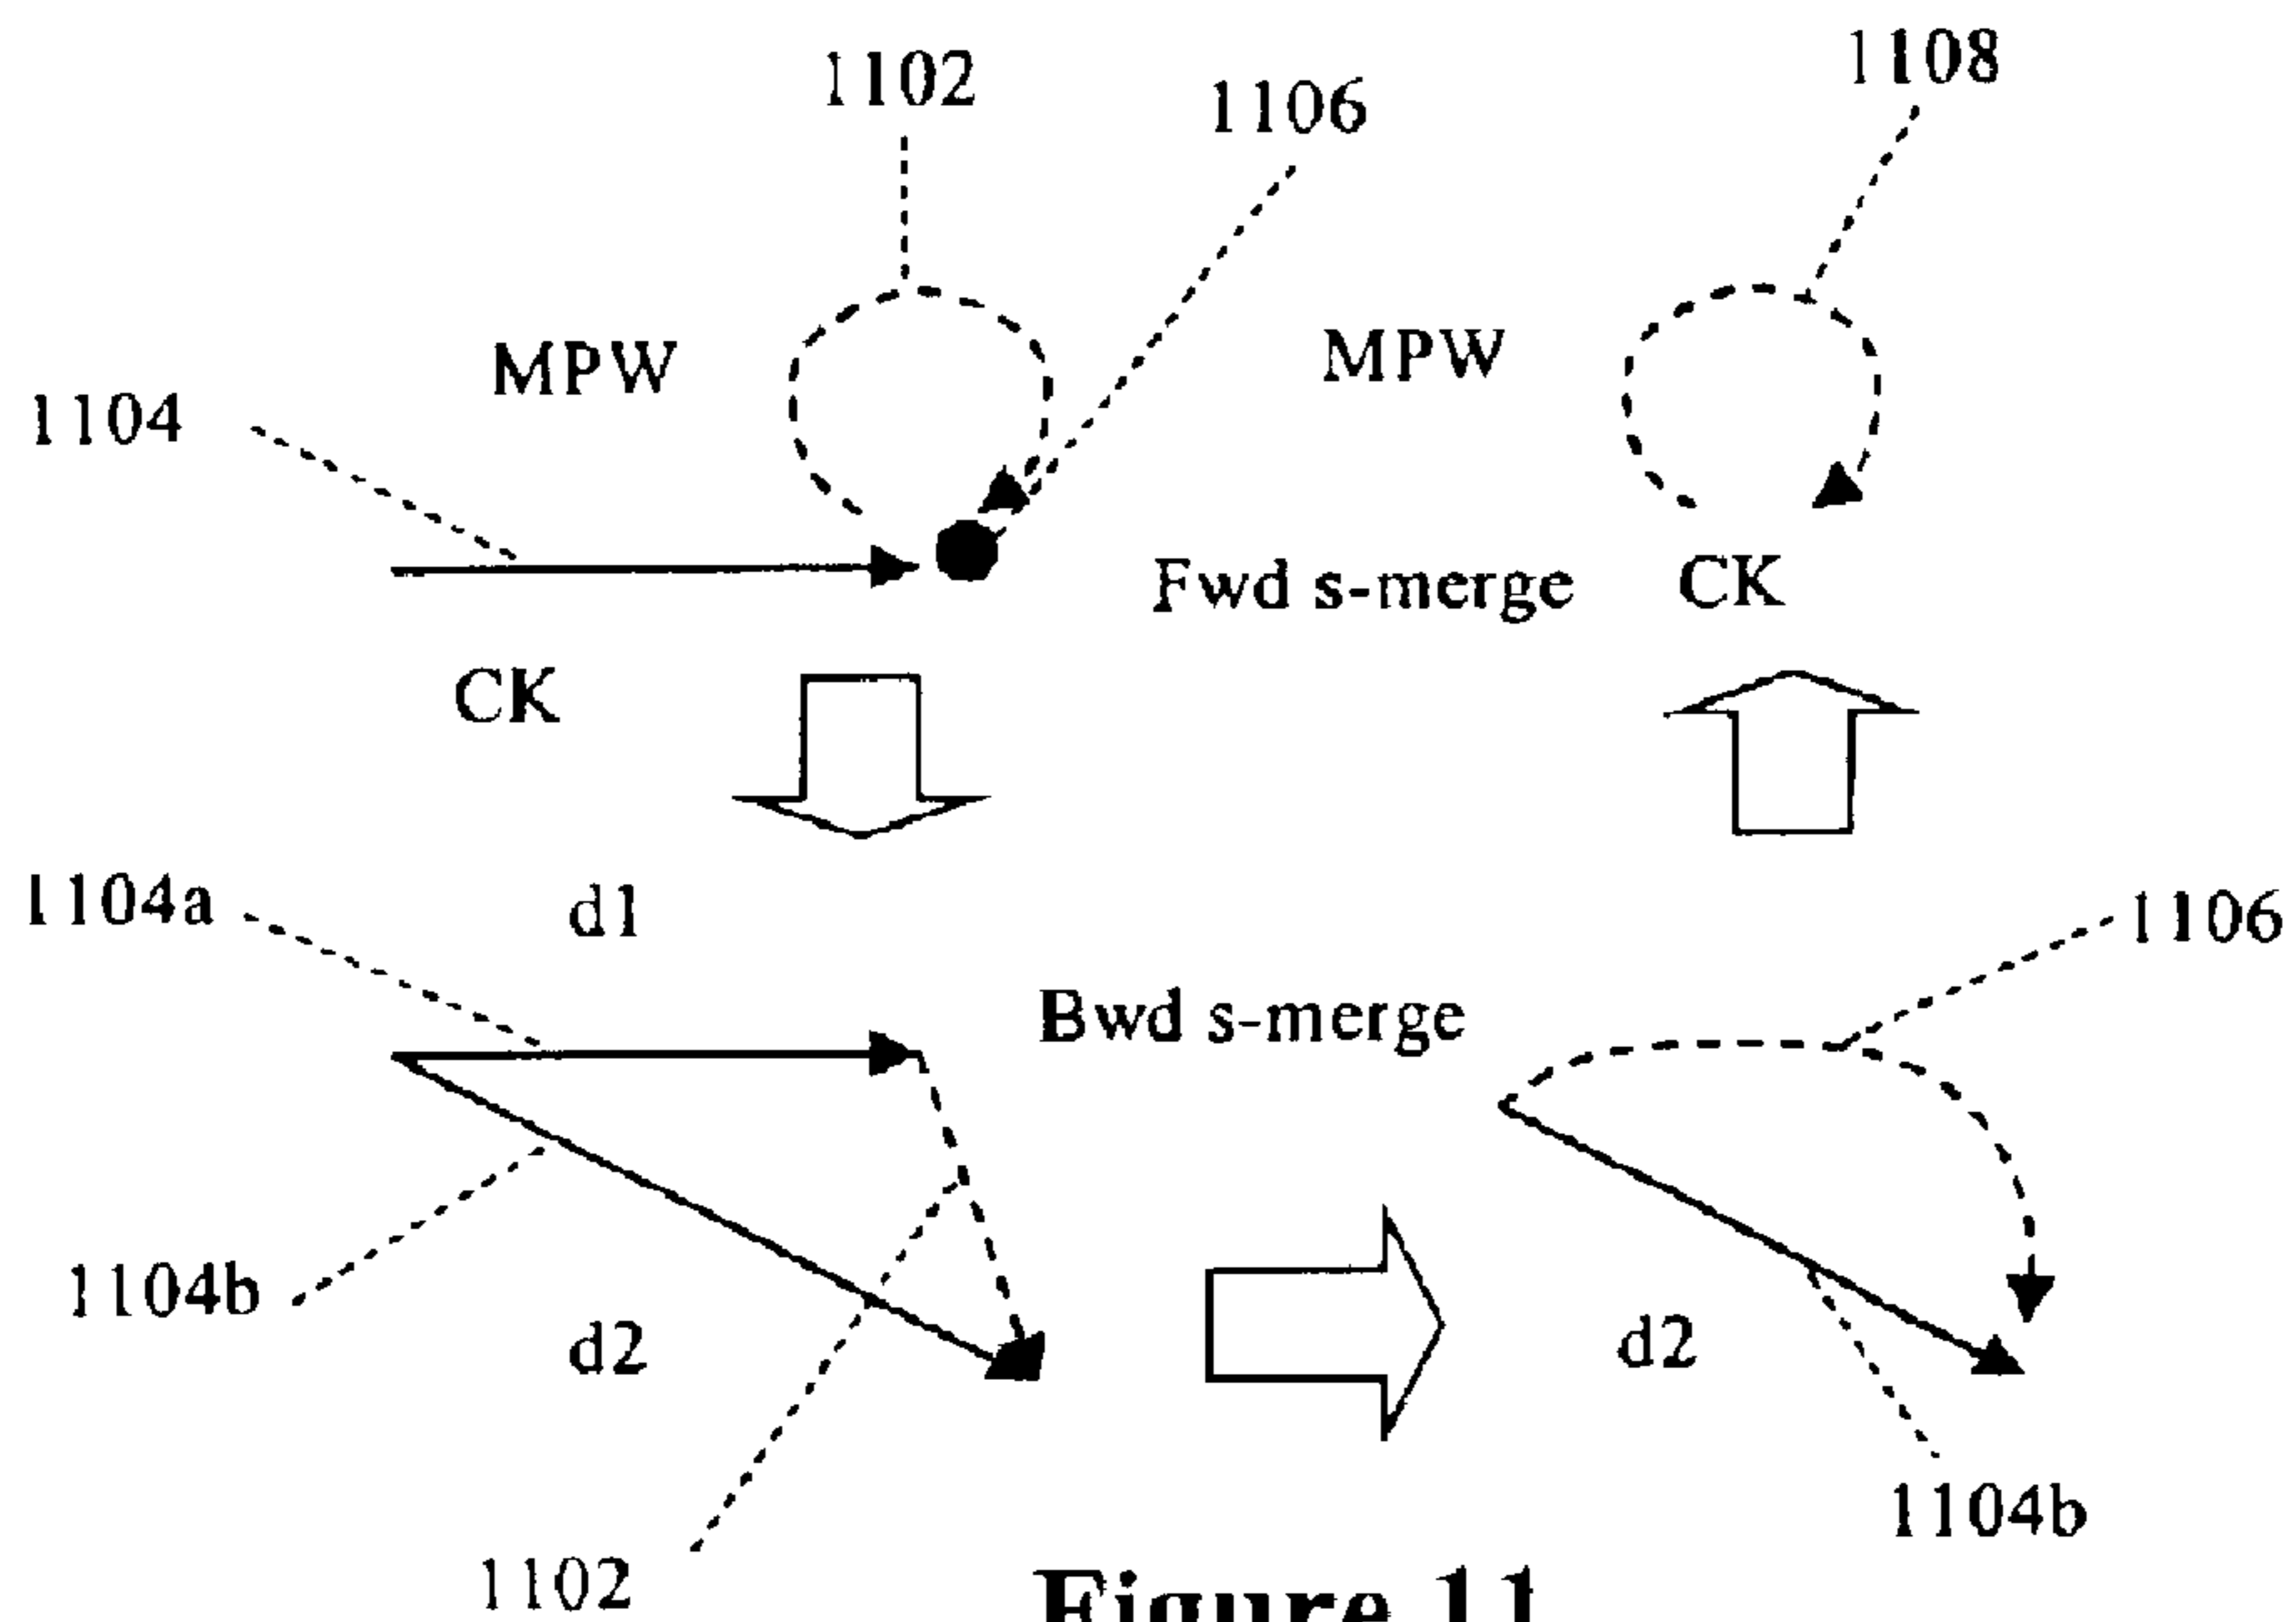 1102
1106
1108
MPW
MPW
1104
Fwd s-merge
CK
CK
1104a
d1
1106
Bwd s-merge
1104b
d2
d2
1104b
1102
Figure 11